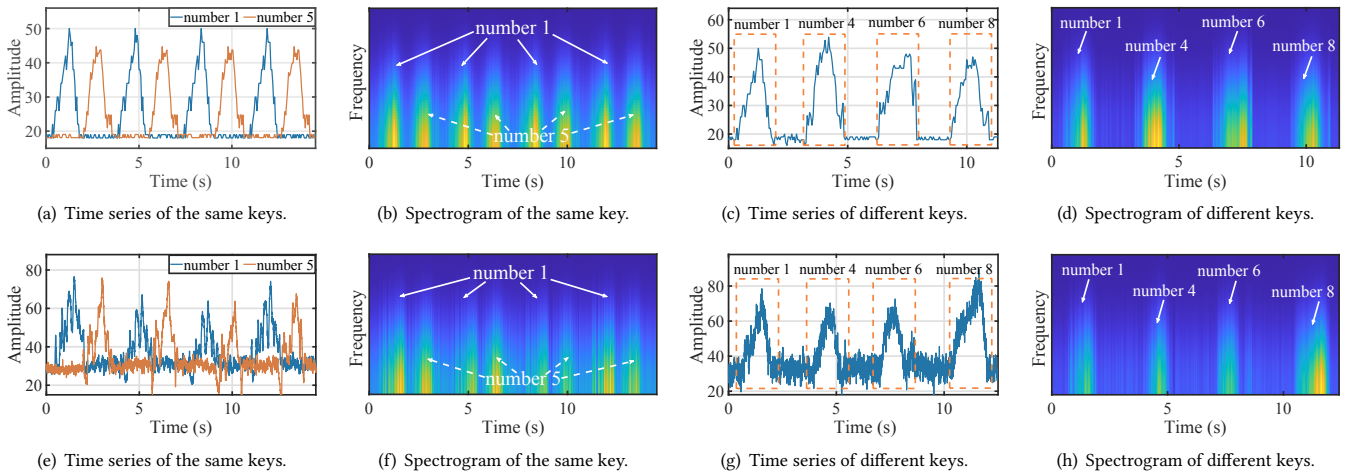 number 1 number 5
Amplitude
50
40
30
20
0 5 10
Time (s)
(a) Time series of the same keys.
number 1
number 5
Frequency
0 5 10
Time (s)
(b) Spectrogram of the same key.
number 1 number 4 number 6 number 8
Amplitude
60
50
40
30
20
0 5 10
Time (s)
(c) Time series of different keys.
number 1
number 6
number 4
number 8
Frequency
0 5 10
Time (s)
(d) Spectrogram of different keys.
number 1 number 5
Amplitude
80
60
40
20
0 5 10
Time (s)
(e) Time series of the same keys.
number 1
number 5
Frequency
0 5 10
Time (s)
(f) Spectrogram of the same key.
number 1 number 4 number 6 number 8
Amplitude
80
60
40
20
0 5 10
Time (s)
(g) Time series of different keys.
number 1
number 6
number 4
number 8
Frequency
0 5 10
Time (s)
(h) Spectrogram of different keys.